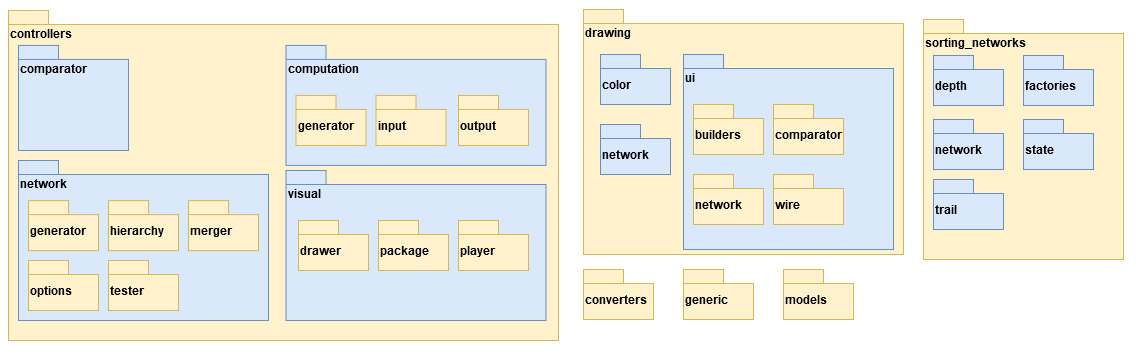 controllers
comparator
computation
generator
input
output
network
generator
hierarchy
merger
options
tester
visual
drawer
package
player
drawing
color
network
ui
builders
comparator
network
wire
sorting_networks
depth
factories
network
state
trail
converters
generic
models